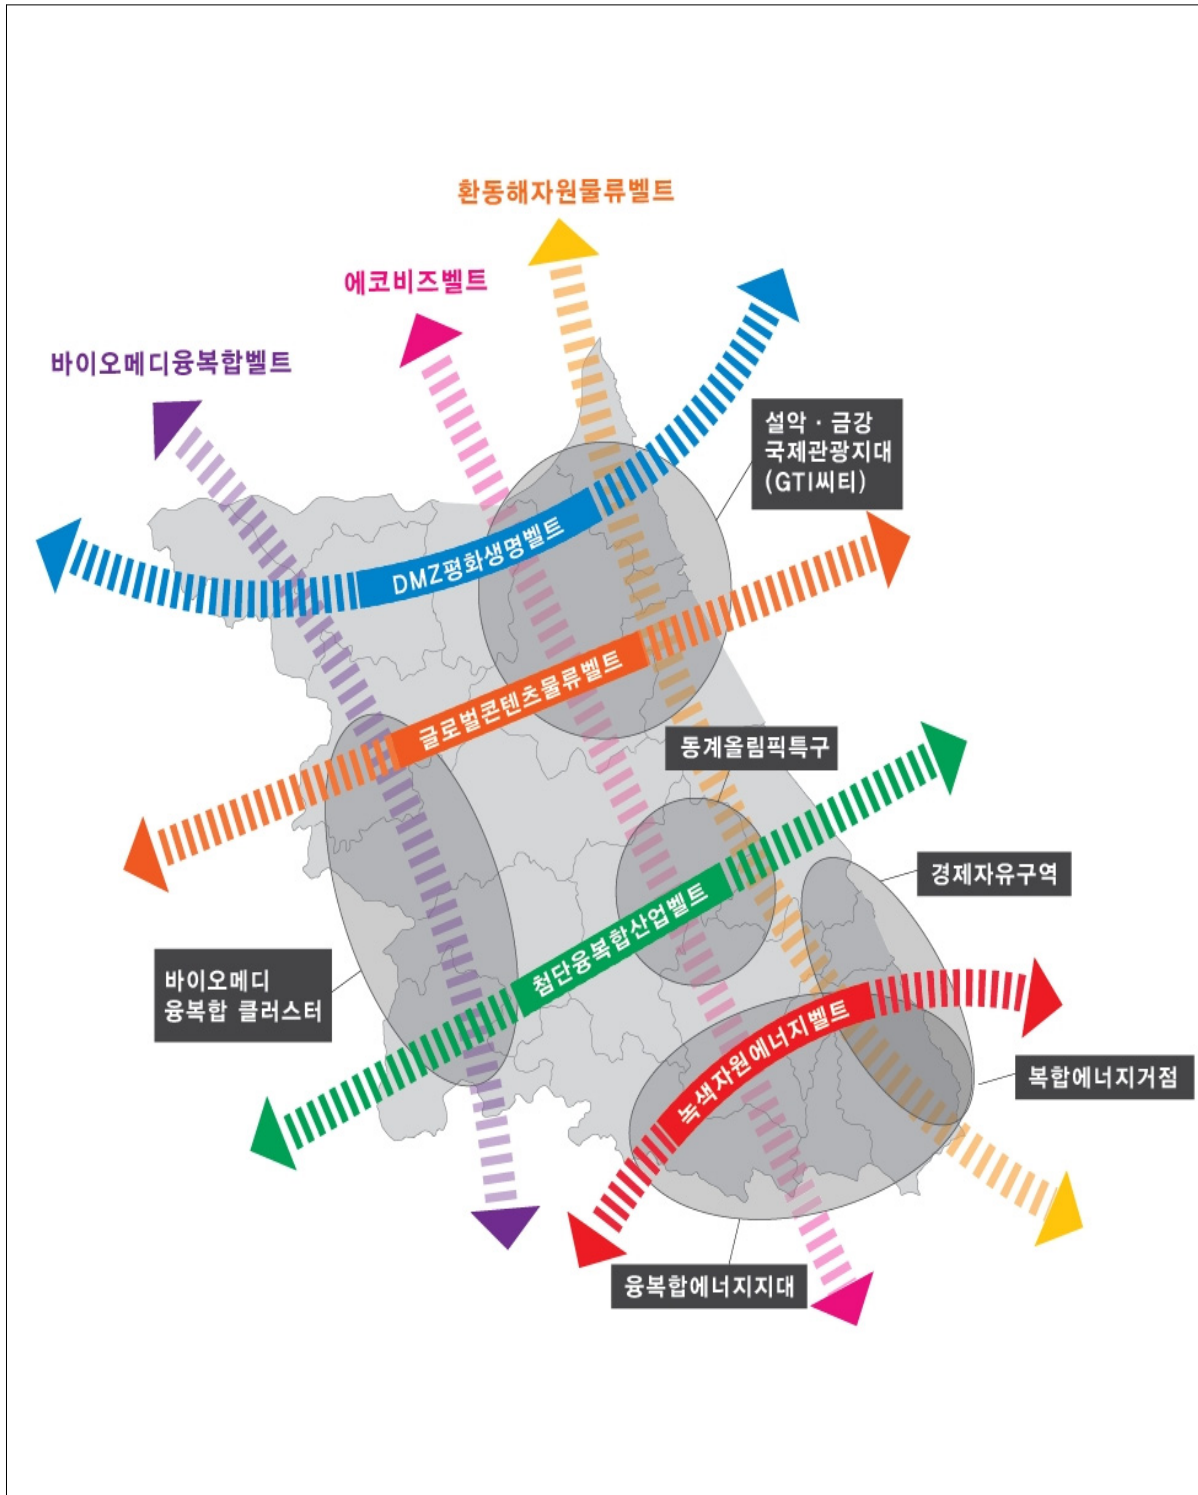 환동해자원물류벨트
에코비즈벨트
바이오메디융복합벨트
설악 · 금강
국제관광지대
(GTI씨티)
DMZ평화생명벨트
글로벌콘텐츠물류벨트
동계올림픽특구
경제자유구역
첨단융복합산업벨트
바이오메디
융복합 클러스터
녹색자원에너지벨트
복합에너지거점
융복합에너지지대